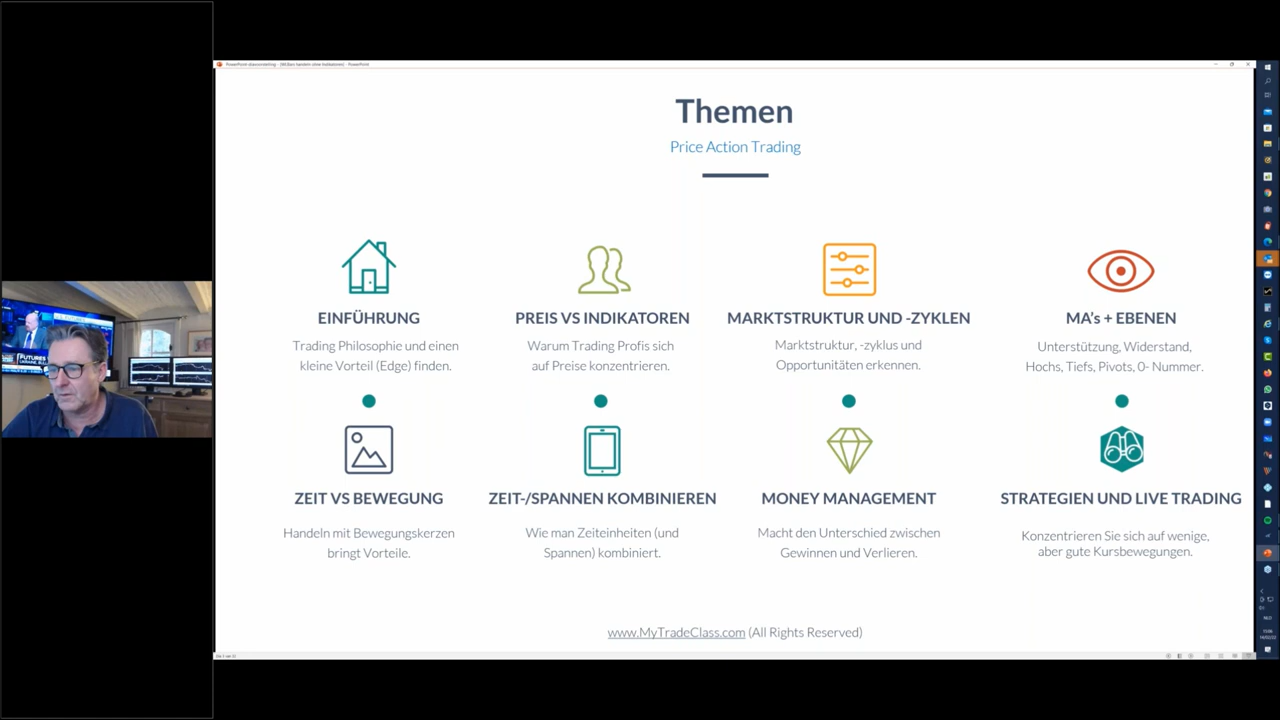 Themen
Price Action Trading
EINFÜHRUNG
Trading Philosophie und einen
kleine Vorteil (Edge) finden.
PREIS VS INDIKATOREN
Warum Trading Profis sich
auf Preise konzentrieren.
MARKTSTRUKTUR UND -ZYKLEN
Marktstruktur, -zyklus und
Opportunitäten erkennen.
MA's + EBENEN
Unterstützung, Widerstand,
Hochs, Tiefs, Pivots, 0- Nummer.
ZEIT VS BEWEGUNG
Handeln mit Bewegungskerzen
bringt Vorteile.
ZEIT-/SPANNEN KOMBINIEREN
Wie man Zeiteinheiten (und
Spannen) kombiniert.
MONEY MANAGEMENT
Macht den Unterschied zwischen
Gewinnen und Verlieren.
STRATEGIEN UND LIVE TRADING
Konzentrieren Sie sich auf wenige,
aber gute Kursbewegungen.
www.MyTradeClass.com (All Rights Reserved)
FUTURES
NLD